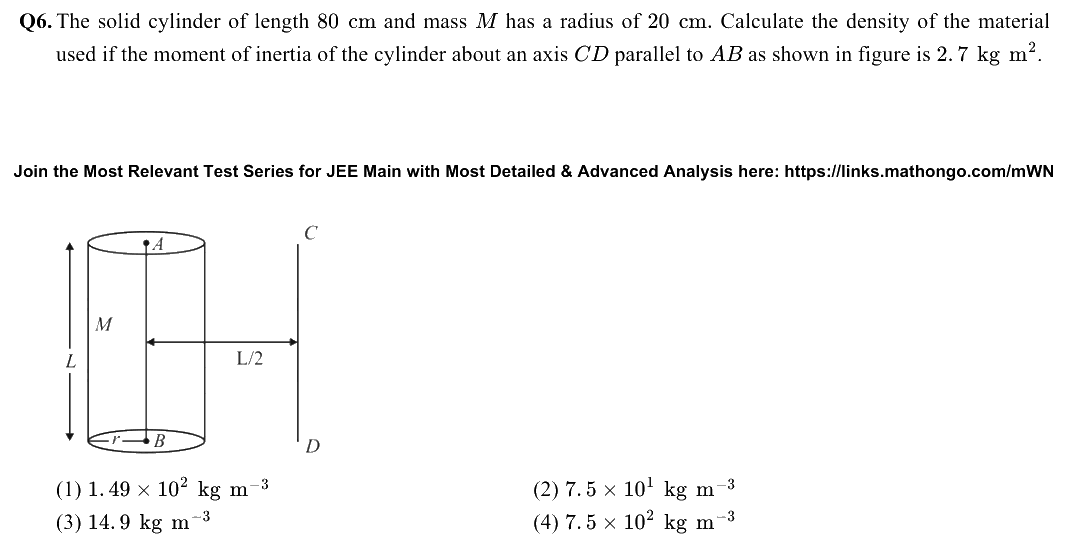 Q6. The solid cylinder of length 80 cm and mass M has a radius of 20 cm. Calculate the density of the material
used if the moment of inertia of the cylinder about an axis CD parallel to AB as shown in figure is 2.7 kg m².
Join the Most Relevant Test Series for JEE Main with Most Detailed & Advanced Analysis here: https://links.mathongo.com/mWN
C
A
M
L
L/2
r
B
D
(1) 1.49 × 10² kg m⁻³
(2) 7.5 × 10¹ kg m⁻³
(3) 14.9 kg m⁻³
(4) 7.5 × 10² kg m⁻³